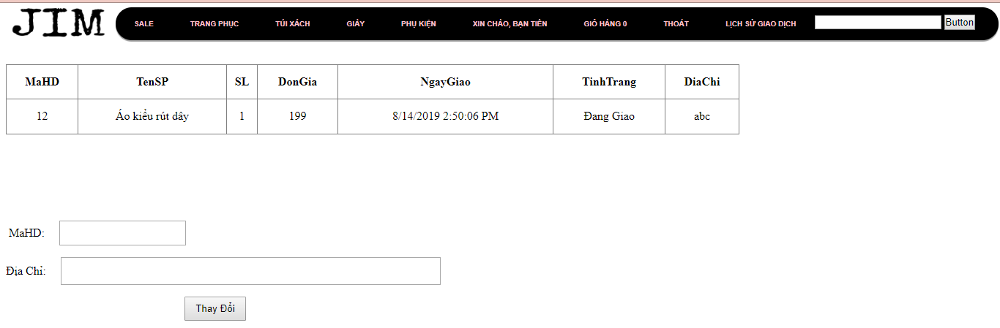 JIM SALE TRANG PHỤC TÚI XÁCH GIÀY PHỤ KIỆN XIN CHÀO, BẠN TIÊN GIỎ HÀNG 0 THOÁT LỊCH SỬ GIAO DỊCH Button
MaHD TenSP SL DonGia NgayGiao TinhTrang DiaChi
12 Áo kiểu rút dây 1 199 8/14/2019 2:50:06 PM Đang Giao abc
MaHD:
Địa Chỉ:
Thay Đổi